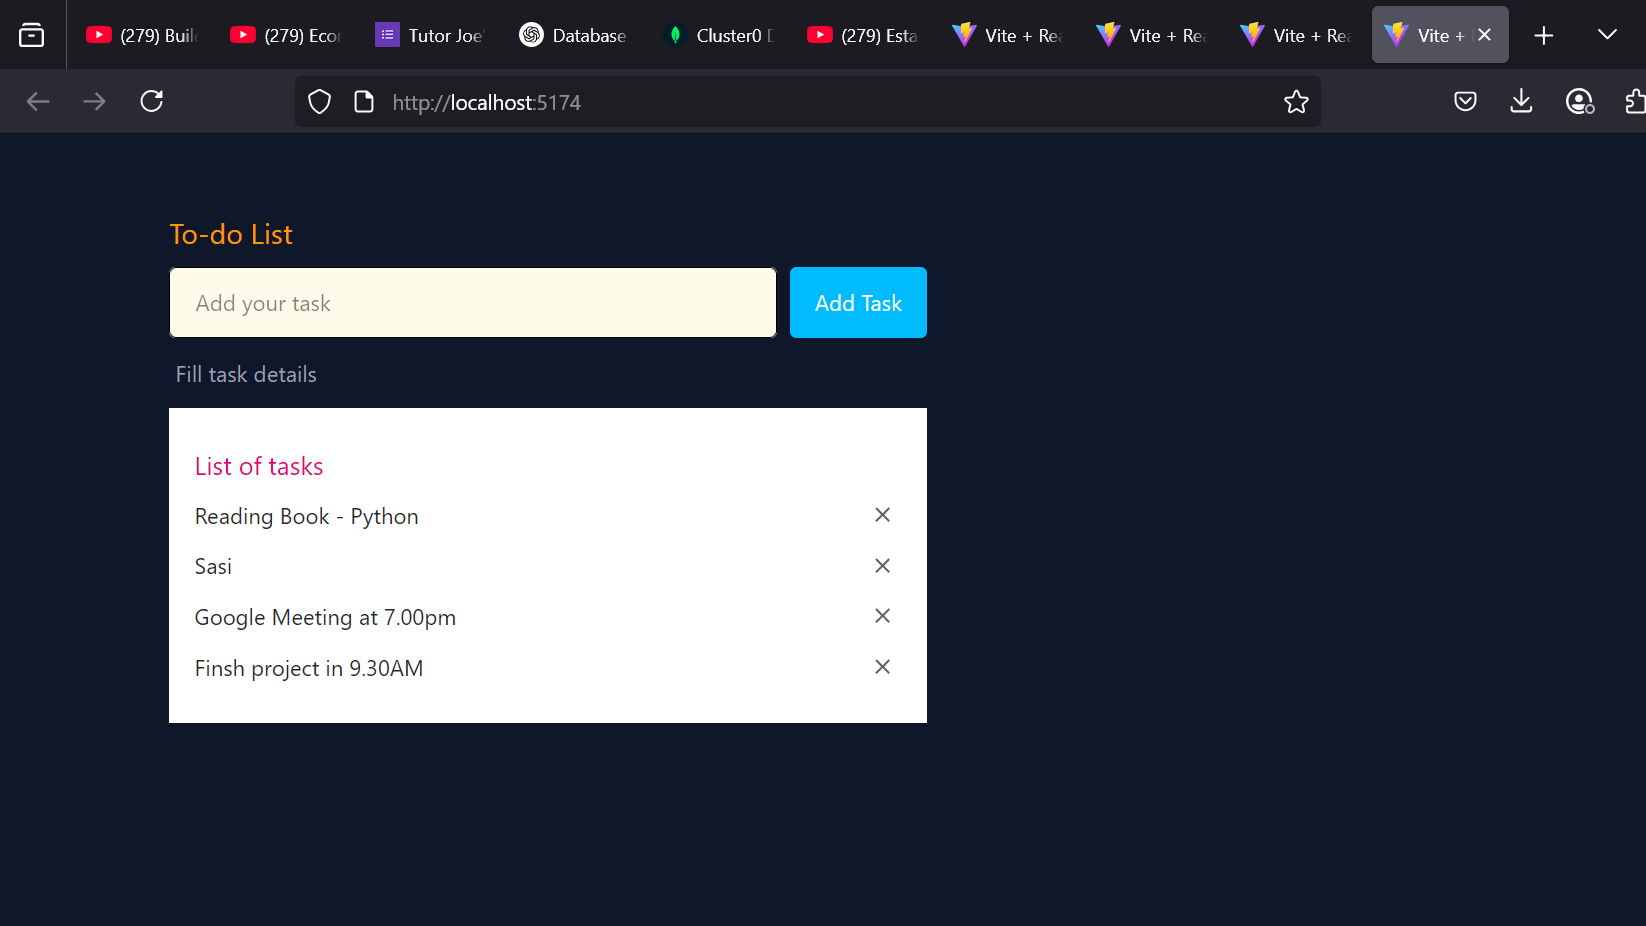 (279) Buil
(279) Econ
Tutor Joe'
Database
Cluster0 D
(279) Esta
Vite + Rea
Vite + Rea
Vite + Rea
Vite +
http://localhost:5174
To-do List
Add your task
Add Task
Fill task details
List of tasks
Reading Book - Python
Sasi
Google Meeting at 7.00pm
Finsh project in 9.30AM